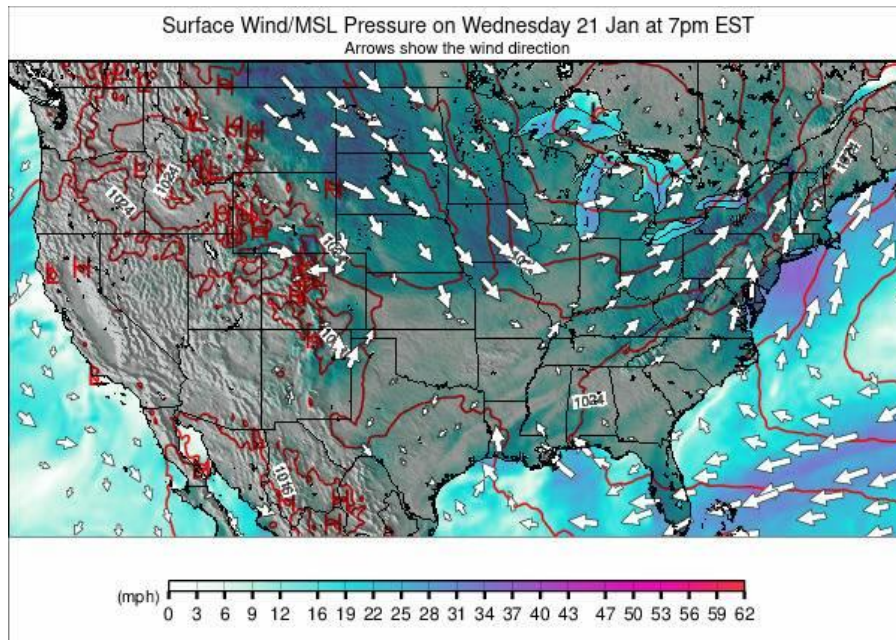 Surface Wind/MSL Pressure on Wednesday 21 Jan at 7pm EST
Arrows show the wind direction
1024
1024
1024
1024
1024
1016
(mph)
0 3 6 9 12 16 19 22 25 28 31 34 37 40 43 47 50 53 56 59 62